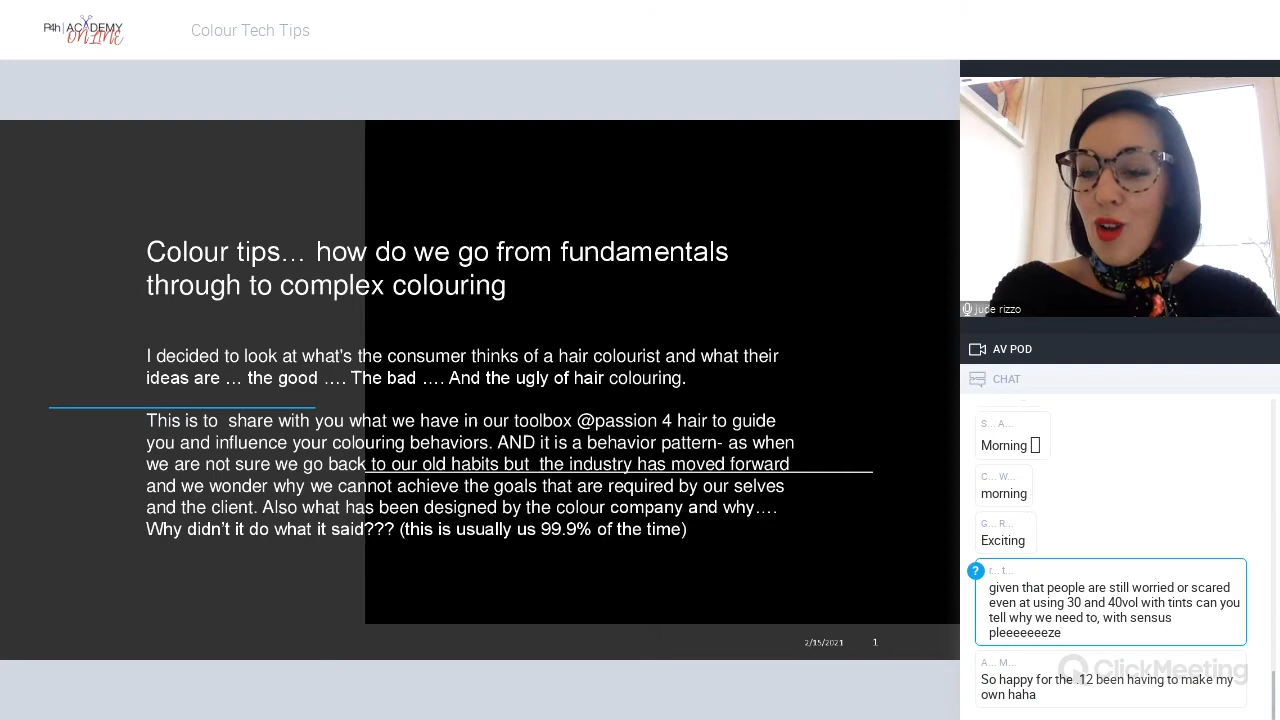 P4h | ACADEMY
ONLINE
Colour Tech Tips
Colour tips… how do we go from fundamentals
through to complex colouring
I decided to look at what's the consumer thinks of a hair colourist and what their
ideas are … the good …. The bad …. And the ugly of hair colouring.
This is to  share with you what we have in our toolbox @passion 4 hair to guide
you and influence your colouring behaviors. AND it is a behavior pattern- as when
we are not sure we go back to our old habits but  the industry has moved forward
and we wonder why we cannot achieve the goals that are required by our selves
and the client. Also what has been designed by the colour company and why….
Why didn't it do what it said??? (this is usually us 99.9% of the time)
2/15/2021
1
jude rizzo
AV POD
CHAT
S... A...
Morning
C... W...
morning
G... R...
Exciting
?
r... t...
given that people are still worried or scared
even at using 30 and 40vol with tints can you
tell why we need to, with sensus
pleeeeeeeze
A... M...
ClickMeeting
So happy for the .12 been having to make my
own haha